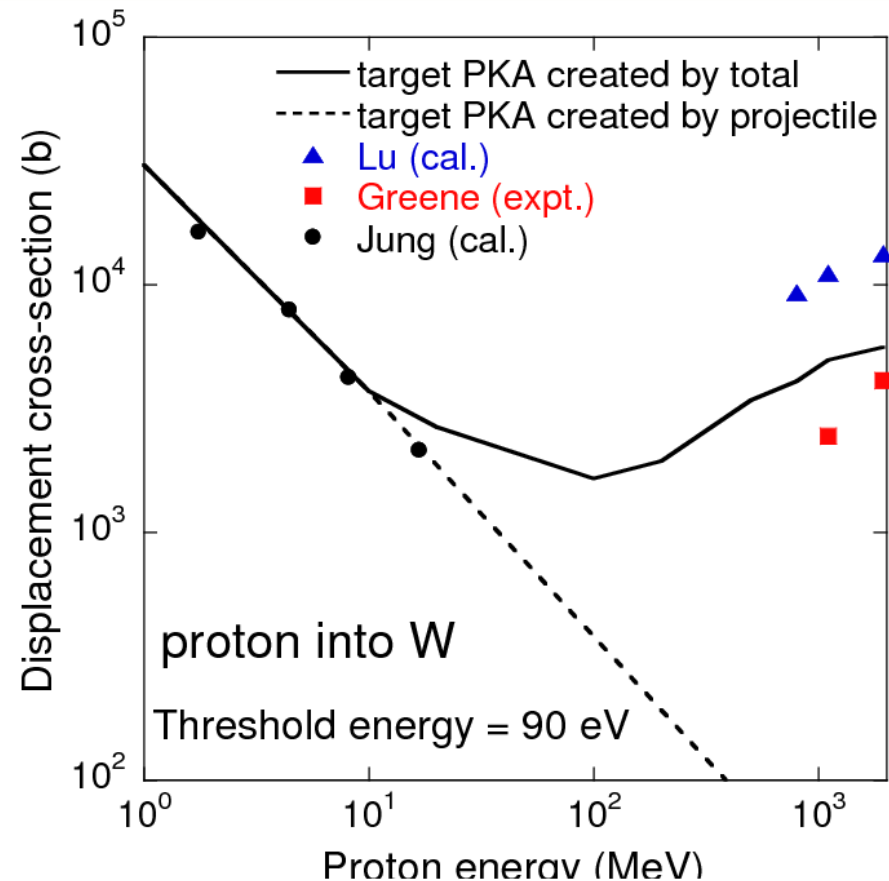 10^5
target PKA created by total
target PKA created by projectile
Lu (cal.)
Greene (expt.)
Jung (cal.)
10^4
Displacement cross-section (b)
10^3
proton into W
Threshold energy = 90 eV
10^2
10^0 10^1 10^2 10^3
Proton energy (MeV)